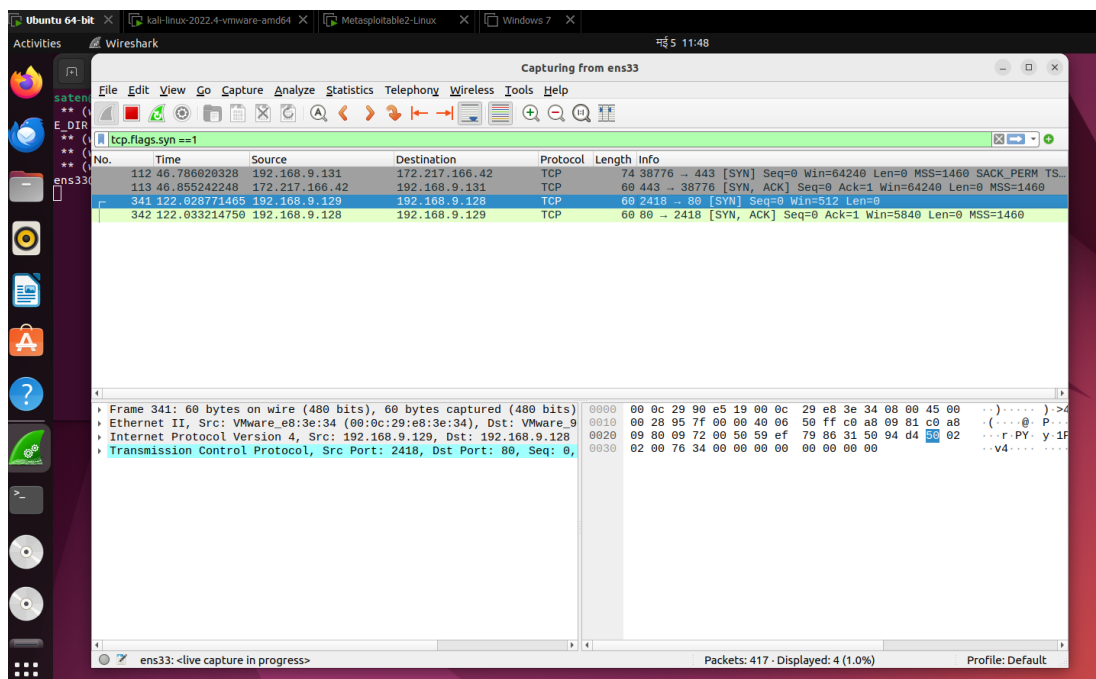 Ubuntu 64-bit
kali-linux-2022.4-vmware-amd64
Metasploitable2-Linux
Windows 7
Activities
Wireshark
मई 5 11:48
Capturing from ens33
File Edit View Go Capture Analyze Statistics Telephony Wireless Tools Help
saten
** (
E_DIR
** (
** (
** (
ens33
tcp.flags.syn ==1
No. Time Source Destination Protocol Length Info
112 46.786020328 192.168.9.131 172.217.166.42 TCP 74 38776 → 443 [SYN] Seq=0 Win=64240 Len=0 MSS=1460 SACK_PERM TS…
113 46.855242248 172.217.166.42 192.168.9.131 TCP 60 443 → 38776 [SYN, ACK] Seq=0 Ack=1 Win=64240 Len=0 MSS=1460
341 122.028771465 192.168.9.129 192.168.9.128 TCP 60 2418 → 80 [SYN] Seq=0 Win=512 Len=0
342 122.033214750 192.168.9.128 192.168.9.129 TCP 60 80 → 2418 [SYN, ACK] Seq=0 Ack=1 Win=5840 Len=0 MSS=1460
Frame 341: 60 bytes on wire (480 bits), 60 bytes captured (480 bits)
Ethernet II, Src: VMware_e8:3e:34 (00:0c:29:e8:3e:34), Dst: VMware_9
Internet Protocol Version 4, Src: 192.168.9.129, Dst: 192.168.9.128
Transmission Control Protocol, Src Port: 2418, Dst Port: 80, Seq: 0,
0000 00 0c 29 90 e5 19 00 0c 29 e8 3e 34 08 00 45 00 ··)····· )·>4
0010 00 28 95 7f 00 00 40 06 50 ff c0 a8 09 81 c0 a8 ·(····@· P···
0020 09 80 09 72 00 50 59 ef 79 86 31 50 94 d4 50 02 ···r·PY· y·1P
0030 02 00 76 34 00 00 00 00 00 00 00 00 ··v4···· ····
ens33: <live capture in progress>
Packets: 417 · Displayed: 4 (1.0%)
Profile: Default